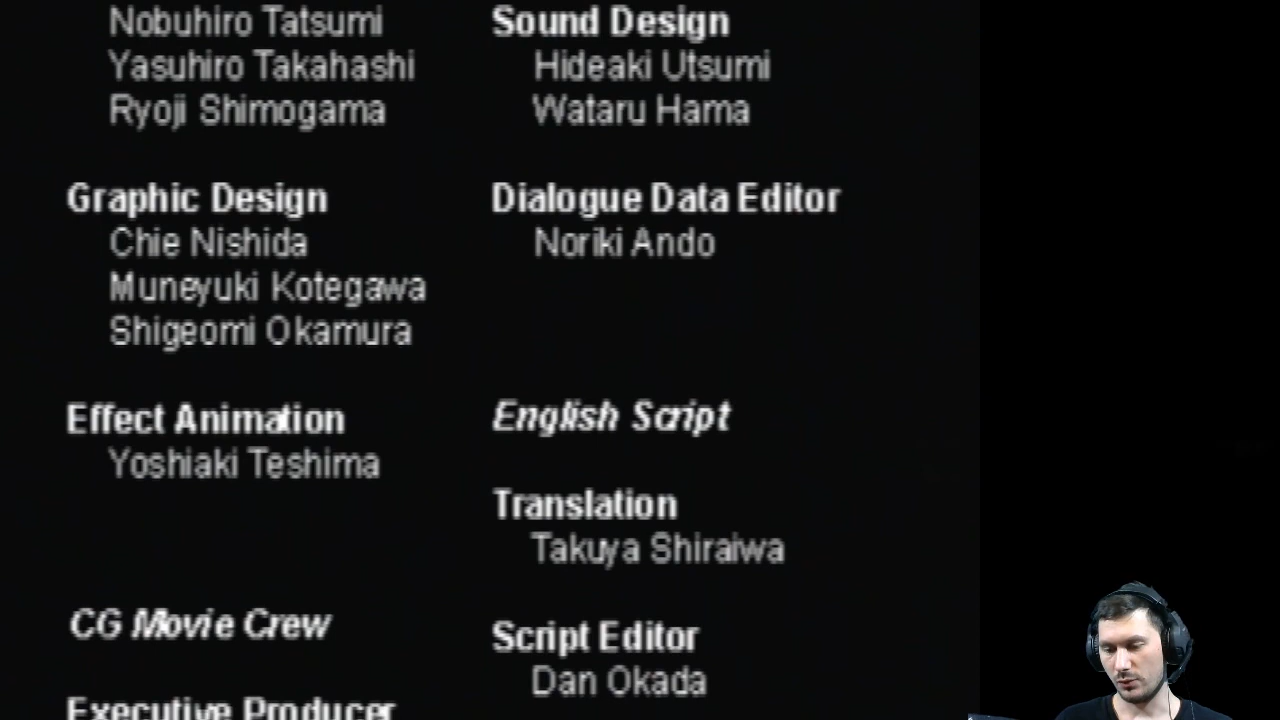 Nobuhiro Tatsumi
Yasuhiro Takahashi
Ryoji Shimogama
Graphic Design
Chie Nishida
Muneyuki Kotegawa
Shigeomi Okamura
Effect Animation
Yoshiaki Teshima
CG Movie Crew
Executive Producer
Sound Design
Hideaki Utsumi
Wataru Hama
Dialogue Data Editor
Noriki Ando
English Script
Translation
Takuya Shiraiwa
Script Editor
Dan Okada